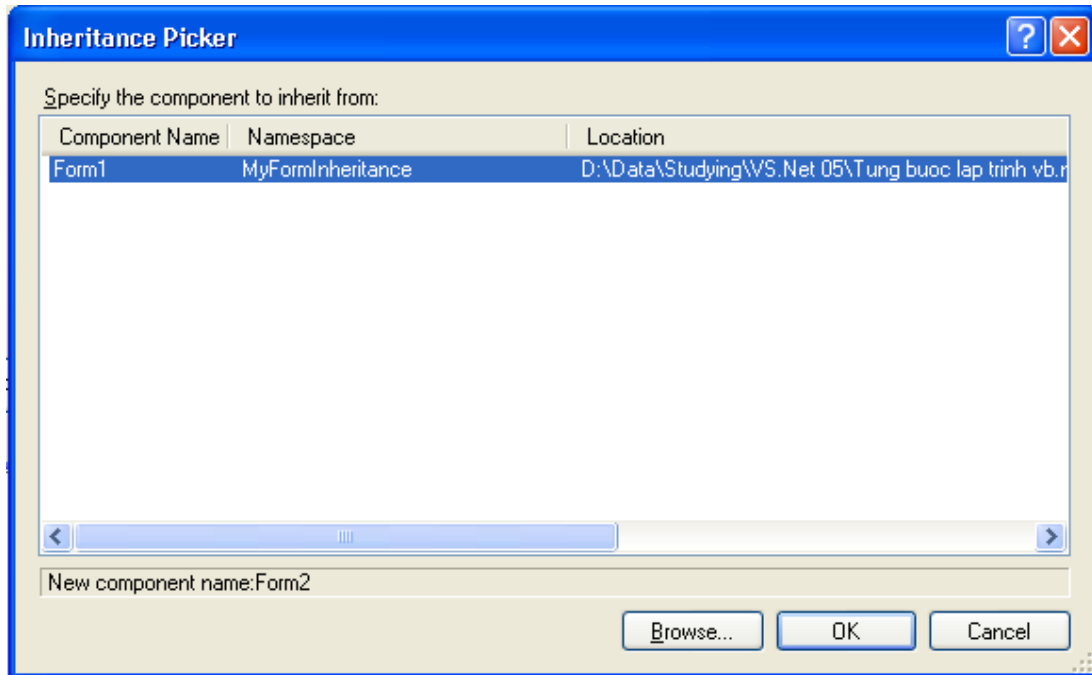 Inheritance Picker
Specify the component to inherit from:
Component Name Namespace Location
Form1 MyFormInheritance D:\Data\Studying\VS.Net 05\Tung buoc lap trinh vb.
New component name:Form2
Browse... OK Cancel